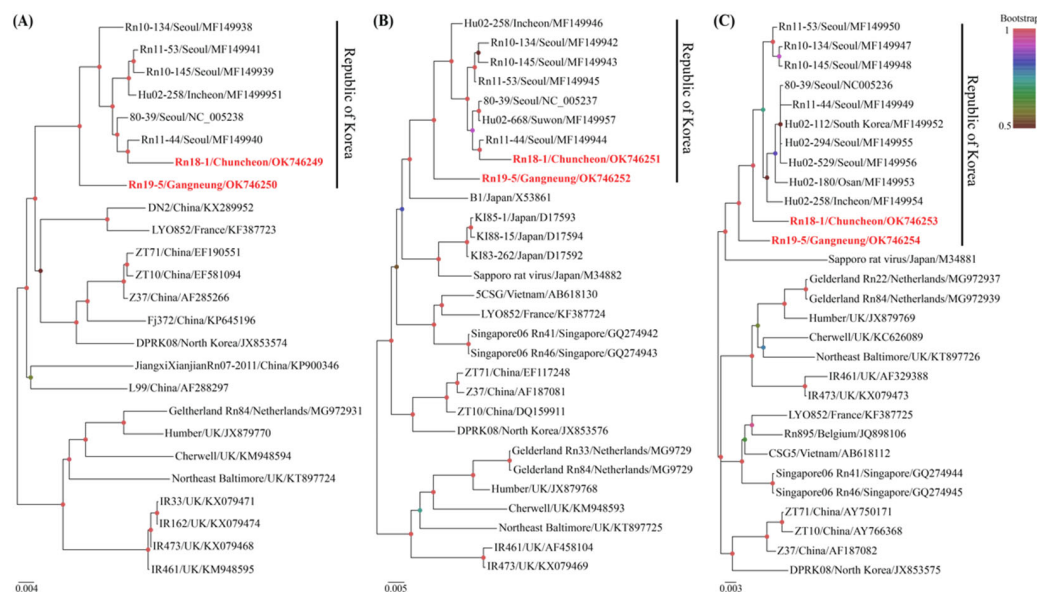 (A)
Rn10-134/Seoul/MF149938
Rn11-53/Seoul/MF149941
Rn10-145/Seoul/MF149939
Hu02-258/Incheon/MF1499951
80-39/Seoul/NC_005238
Rn11-44/Seoul/MF149940
Rn18-1/Chuncheon/OK746249
Rn19-5/Gangneung/OK746250
DN2/China/KX289952
LYO852/France/KF387723
ZT71/China/EF190551
ZT10/China/EF581094
Z37/China/AF285266
Fj372/China/KP645196
DPRK08/North Korea/JX853574
JiangxiXianjianRn07-2011/China/KP900346
L99/China/AF288297
Geltherland Rn84/Netherlands/MG972931
Humber/UK/JX879770
Cherwell/UK/KM948594
Northeast Baltimore/UK/KT897724
IR33/UK/KX079471
IR162/UK/KX079474
IR473/UK/KX079468
IR461/UK/KM948595
0.004
Republic of Korea
(B)
Hu02-258/Incheon/MF149946
Rn10-134/Seoul/MF149942
Rn10-145/Seoul/MF149943
Rn11-53/Seoul/MF149945
80-39/Seoul/NC_005237
Hu02-668/Suwon/MF149957
Rn11-44/Seoul/MF149944
Rn18-1/Chuncheon/OK746251
Rn19-5/Gangneung/OK746252
B1/Japan/X53861
KI85-1/Japan/D17593
KI88-15/Japan/D17594
KI83-262/Japan/D17592
Sapporo rat virus/Japan/M34882
5CSG/Vietnam/AB618130
LYO852/France/KF387724
Singapore06_Rn41/Singapore/GQ274942
Singapore06_Rn46/Singapore/GQ274943
ZT71/China/EF117248
Z37/China/AF187081
ZT10/China/DQ159911
DPRK08/North Korea/JX853576
Gelderland Rn33/Netherlands/MG9729
Gelderland Rn84/Netherlands/MG9729
Humber/UK/JX879768
Cherwell/UK/KM948593
Northeast Baltimore/UK/KT897725
IR461/UK/AF458104
IR473/UK/KX079469
0.005
Republic of Korea
(C)
Rn11-53/Seoul/MF149950
Rn10-134/Seoul/MF149947
Rn10-145/Seoul/MF149948
80-39/Seoul/NC005236
Rn11-44/Seoul/MF149949
Hu02-112/South Korea/MF149952
Hu02-294/Seoul/MF149955
Hu02-529/Seoul/MF149956
Hu02-180/Osan/MF149953
Hu02-258/Incheon/MF149954
Rn18-1/Chuncheon/OK746253
Rn19-5/Gangneung/OK746254
Sapporo rat virus/Japan/M34881
Gelderland Rn22/Netherlands/MG972937
Gelderland Rn84/Netherlands/MG972939
Humber/UK/JX879769
Cherwell/UK/KC626089
Northeast Baltimore/UK/KT897726
IR461/UK/AF329388
IR473/UK/KX079473
LYO852/France/KF387725
Rn895/Belgium/JQ898106
CSG5/Vietnam/AB618112
Singapore06_Rn41/Singapore/GQ274944
Singapore06_Rn46/Singapore/GQ274945
ZT71/China/AY750171
ZT10/China/AY766368
Z37/China/AF187082
DPRK08/North Korea/JX853575
0.003
Republic of Korea
Bootstrap
1
0.5